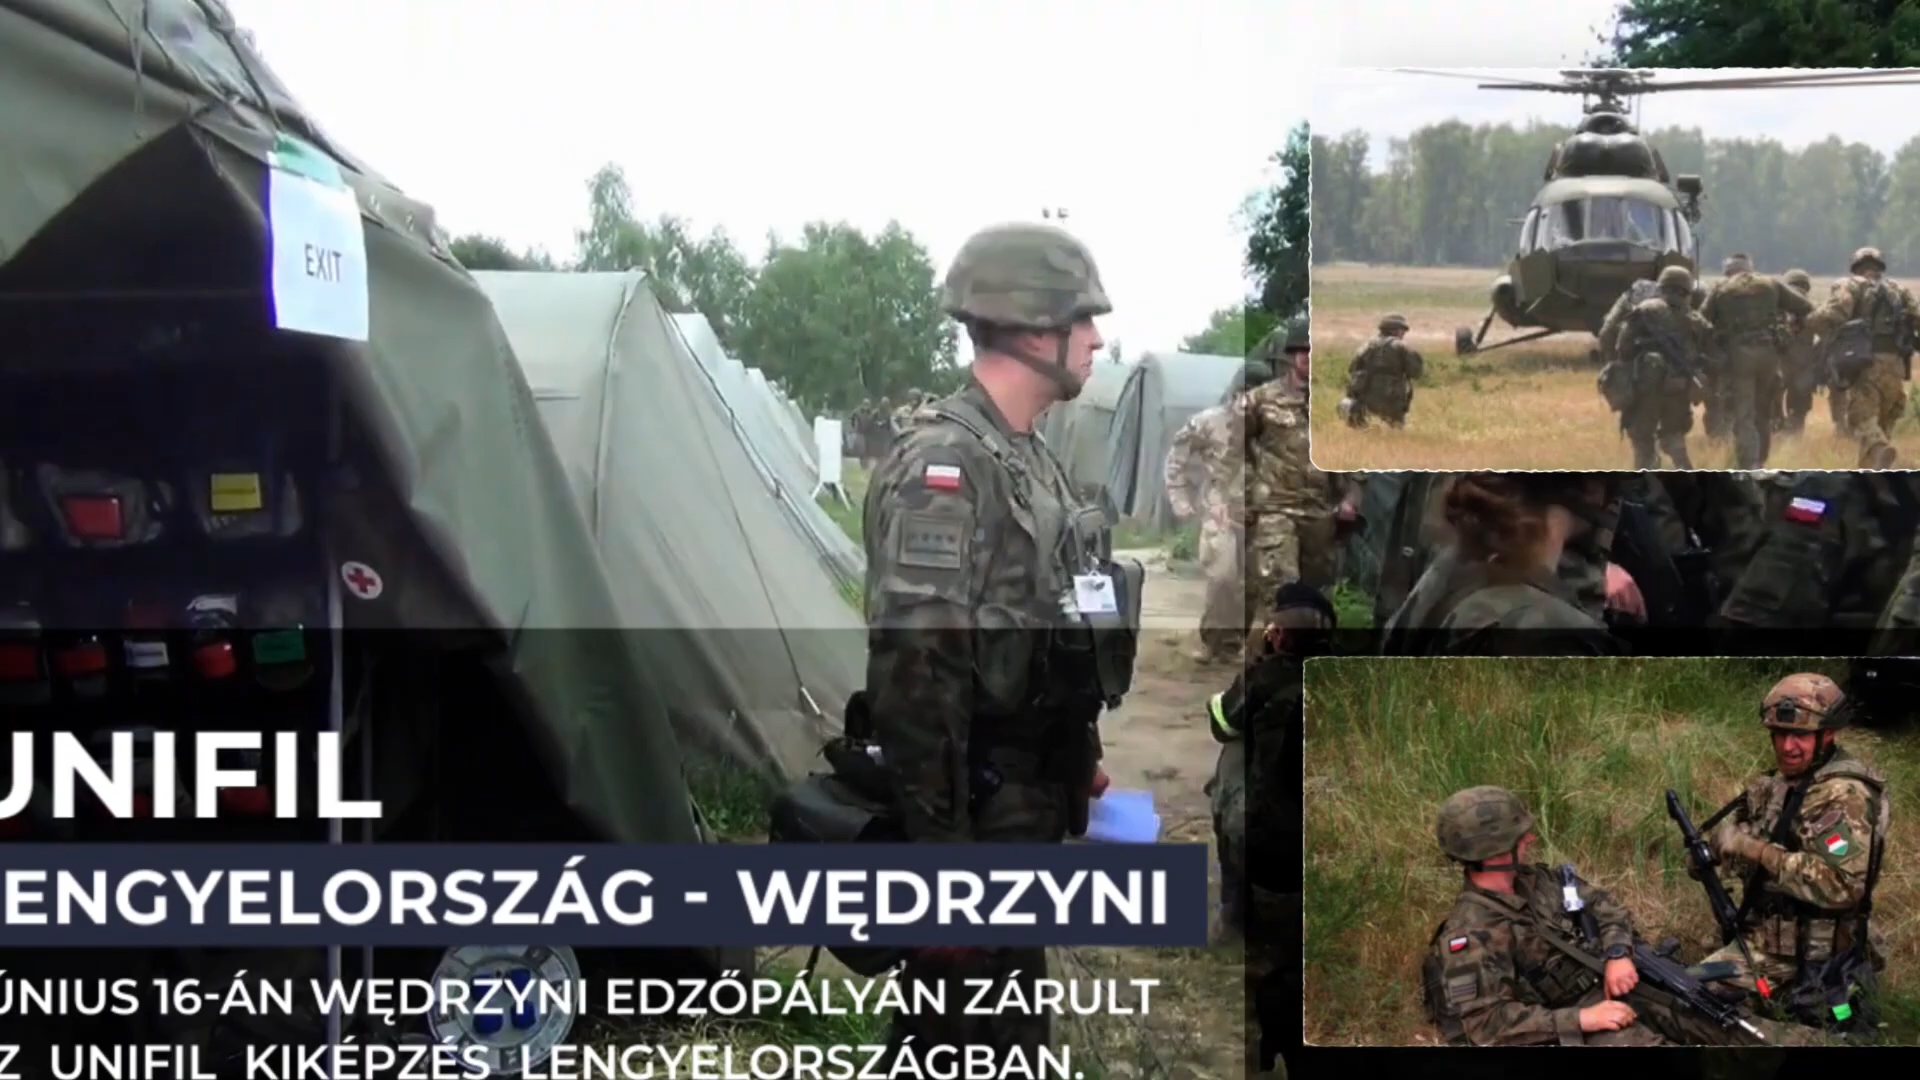 EXIT
UNIFIL
ENGYELORSZÁG - WĘDRZYNI
ÚNIUS 16-ÁN WĘDRZYNI EDZŐPÁLYÁN ZÁRULT
Z UNIFIL KIKÉPZÉS LENGYELORSZÁGBAN.